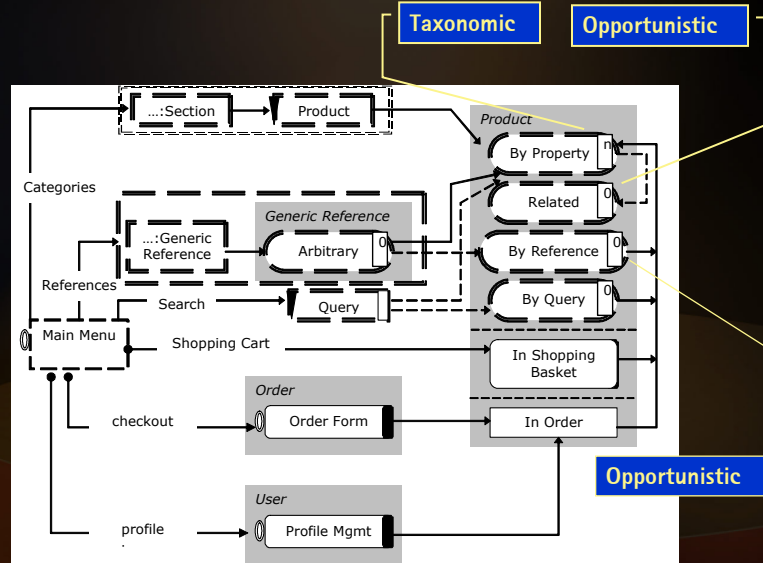 Taxonomic
Opportunistic
...:Section
Product
Product
By Property
n
Categories
Related
0
Generic Reference
...:Generic
Reference
Arbitrary
0
By Reference
0
References
Search
Query
By Query
0
Main Menu
Shopping Cart
In Shopping
Basket
Order
checkout
Order Form
In Order
Opportunistic
User
profile
.
Profile Mgmt